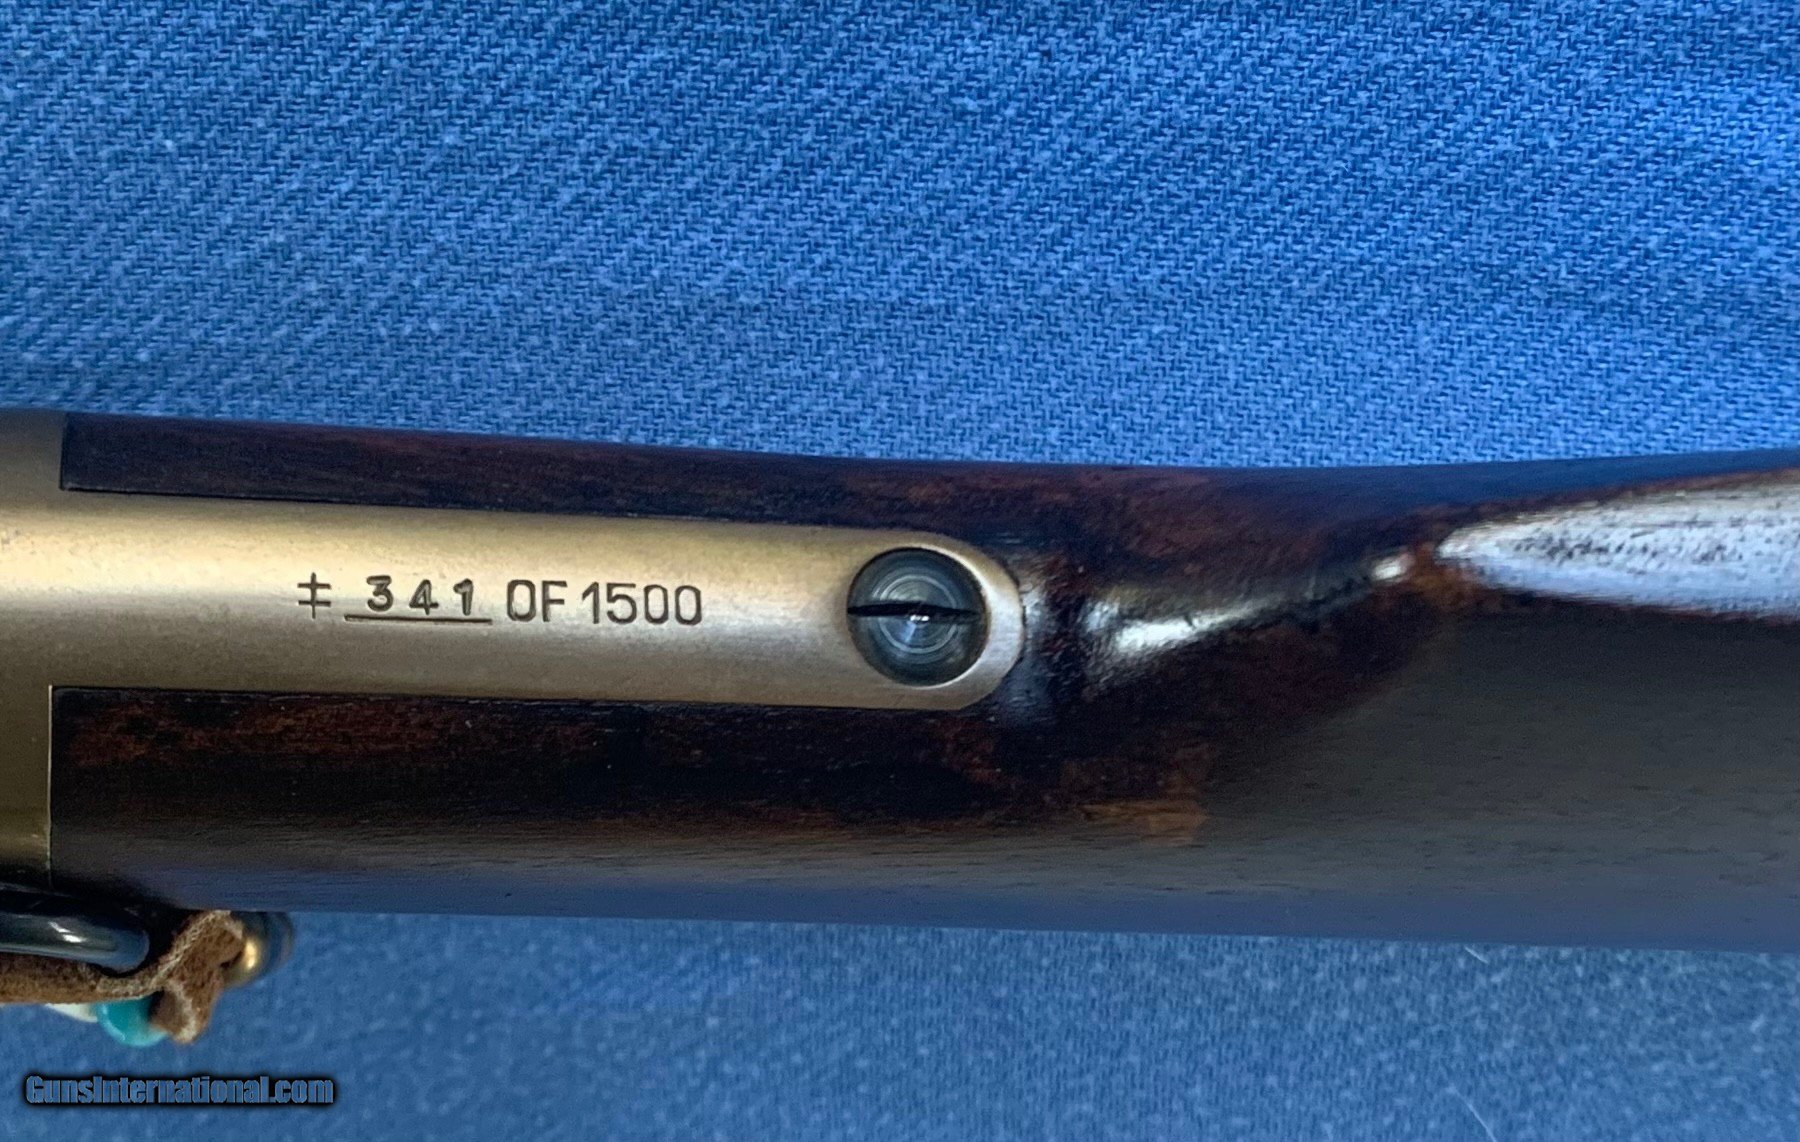 ‡ 341 OF 1500
GunsInternational.com